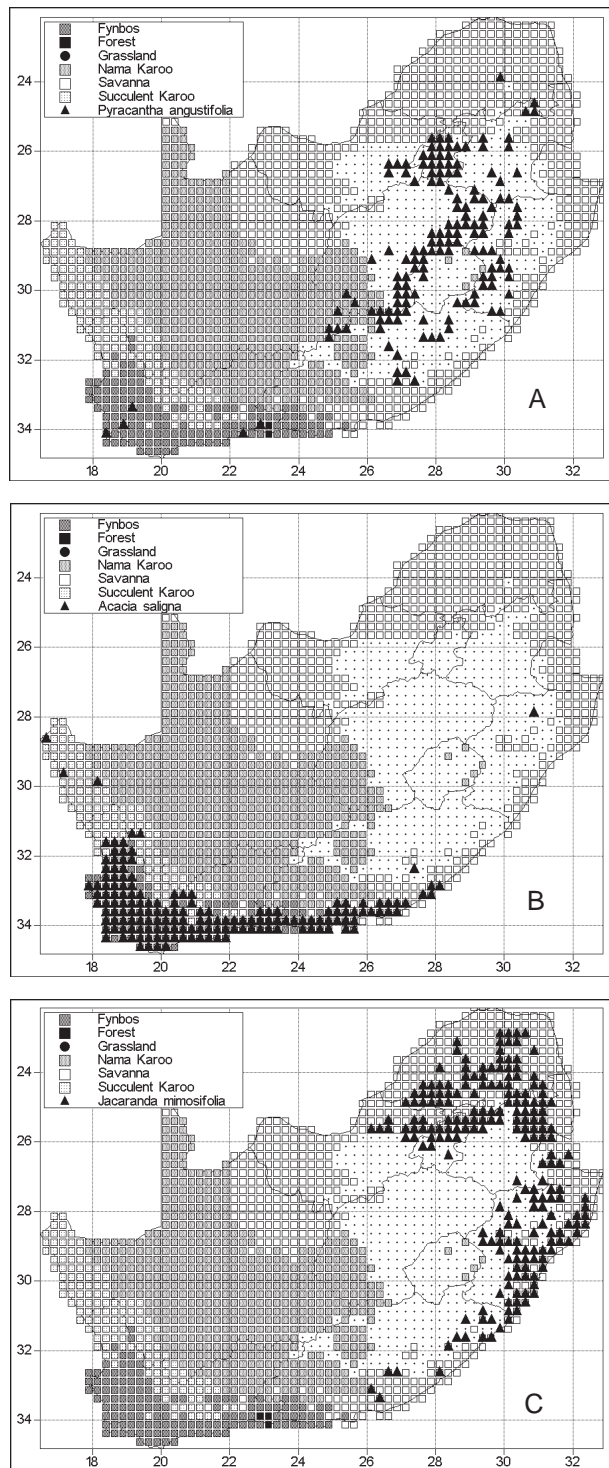 Fynbos
Forest
Grassland
Nama Karoo
Savanna
Succulent Karoo
Pyracantha angustifolia
24
26
28
30
32
34
A
18 20 22 24 26 28 30 32
Fynbos
Forest
Grassland
Nama Karoo
Savanna
Succulent Karoo
Acacia saligna
24
26
28
30
32
34
B
18 20 22 24 26 28 30 32
Fynbos
Forest
Grassland
Nama Karoo
Savanna
Succulent Karoo
Jacaranda mimosifolia
24
26
28
30
32
34
C
18 20 22 24 26 28 30 32